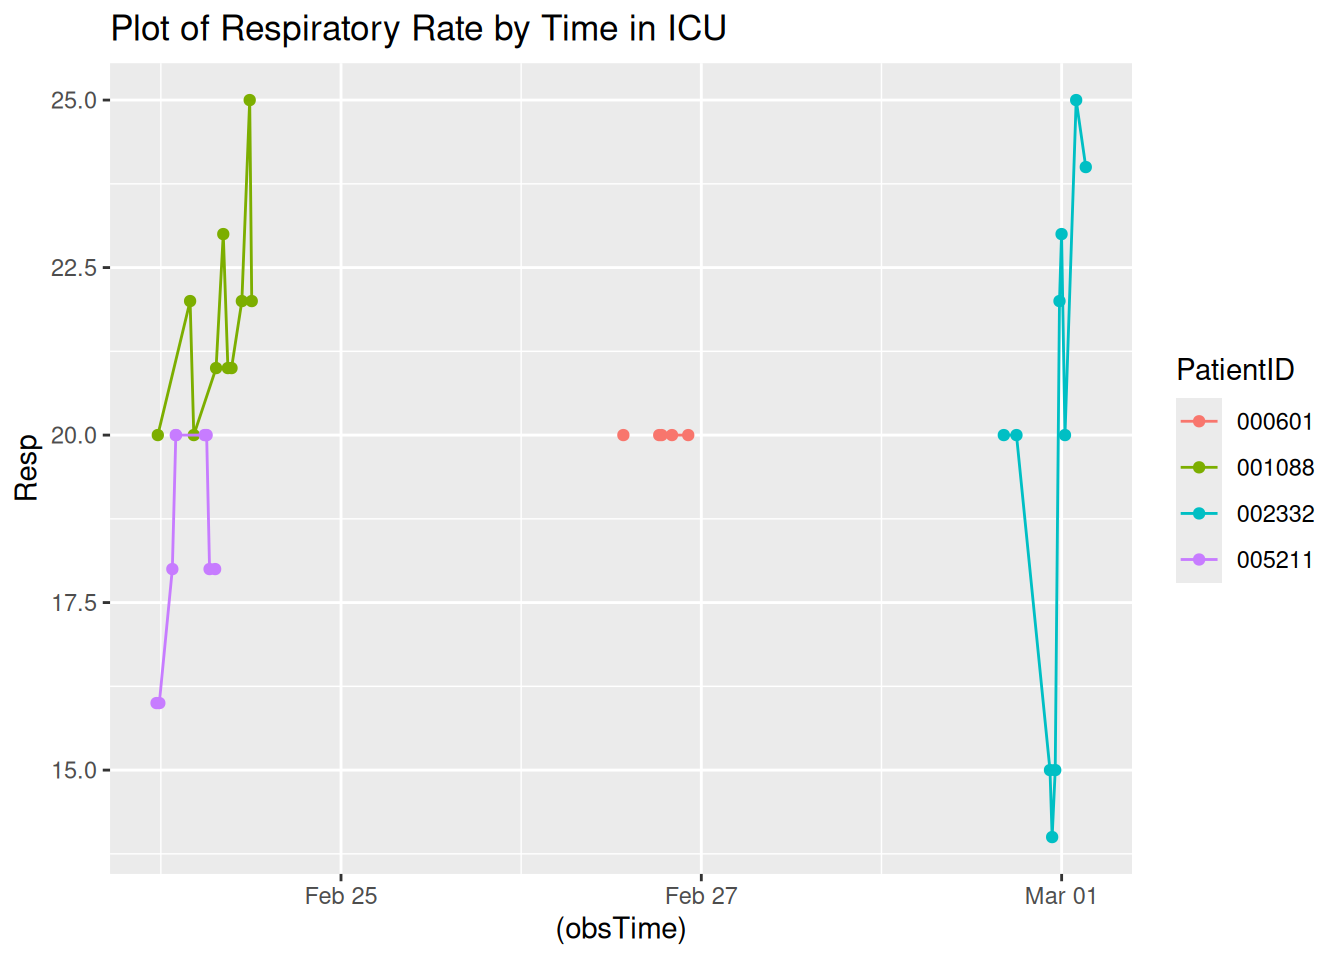 Plot of Respiratory Rate by Time in ICU
25.0
22.5
20.0
17.5
15.0
Resp
Feb 25
Feb 27
Mar 01
(obsTime)
PatientID
000601
001088
002332
005211